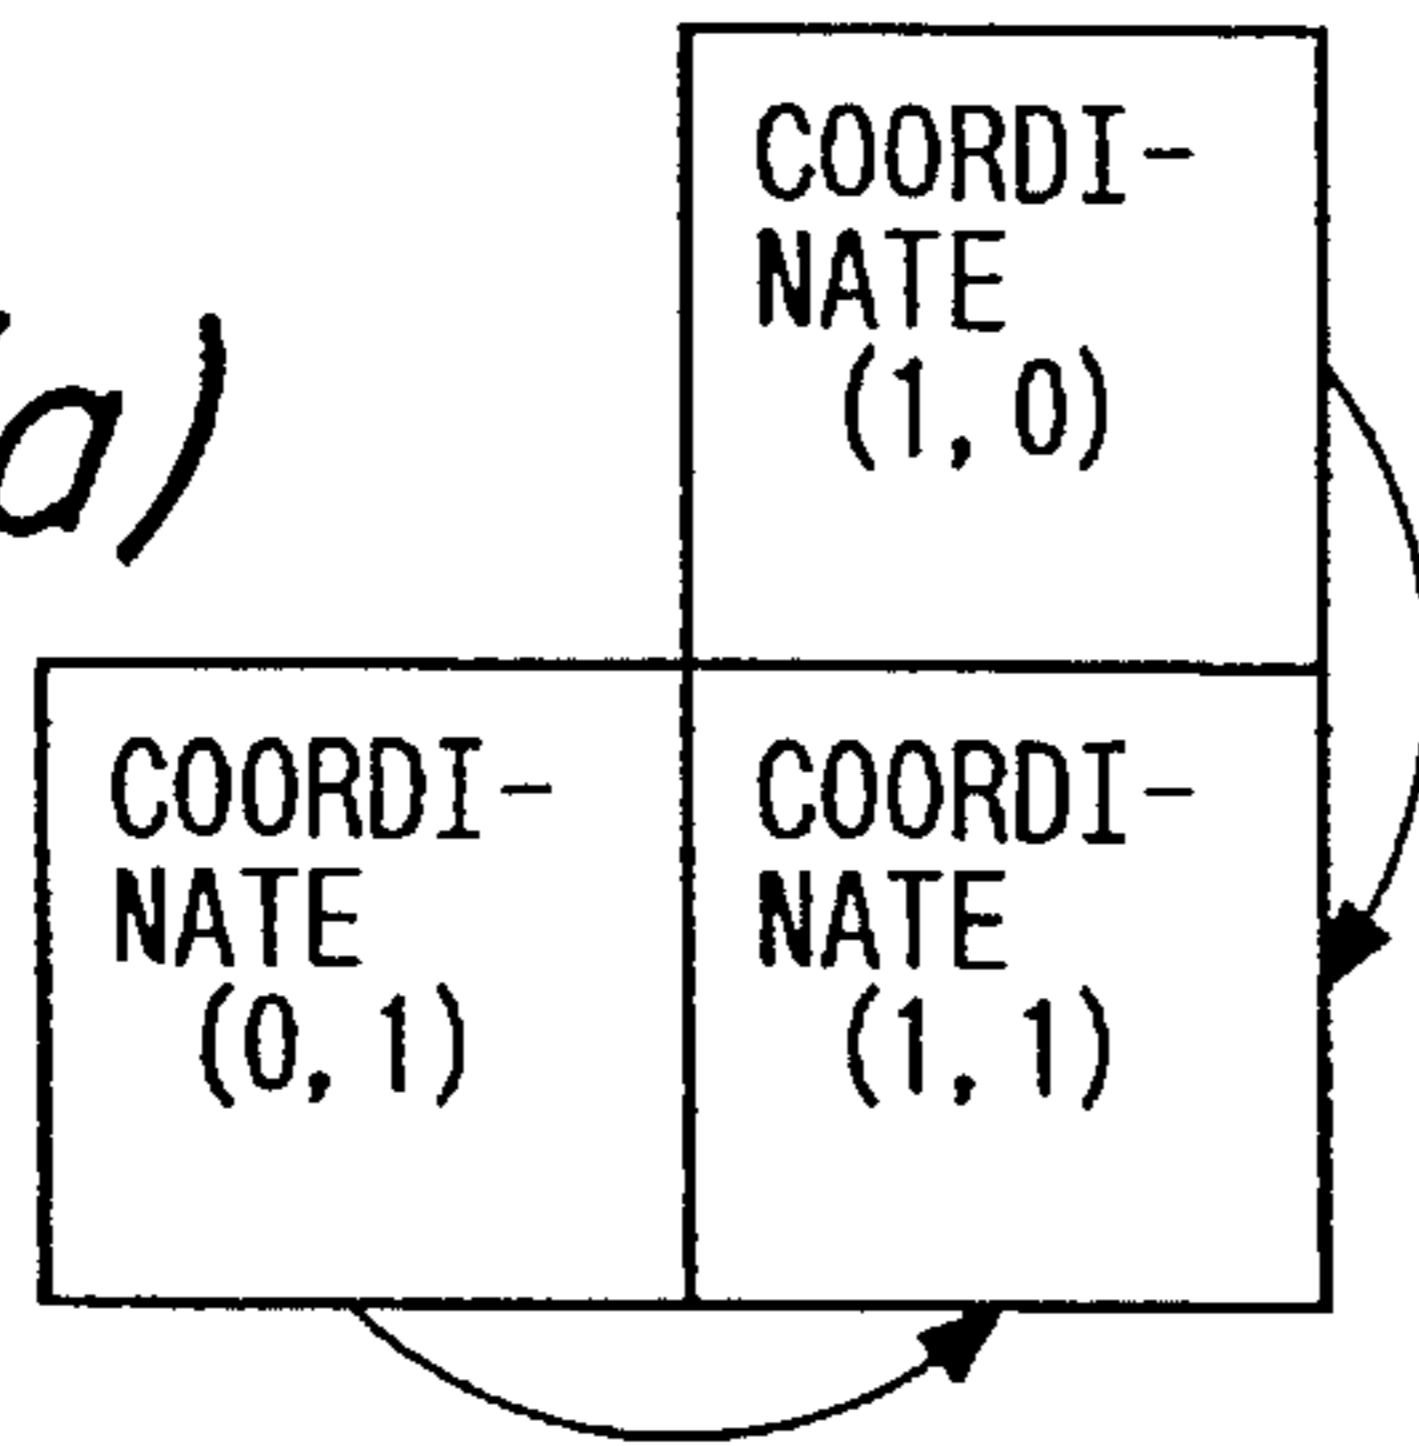 COORDI-
NATE
(1, 0)
a)
COORDI-
NATE
(0, 1)
COORDI-
NATE
(1, 1)